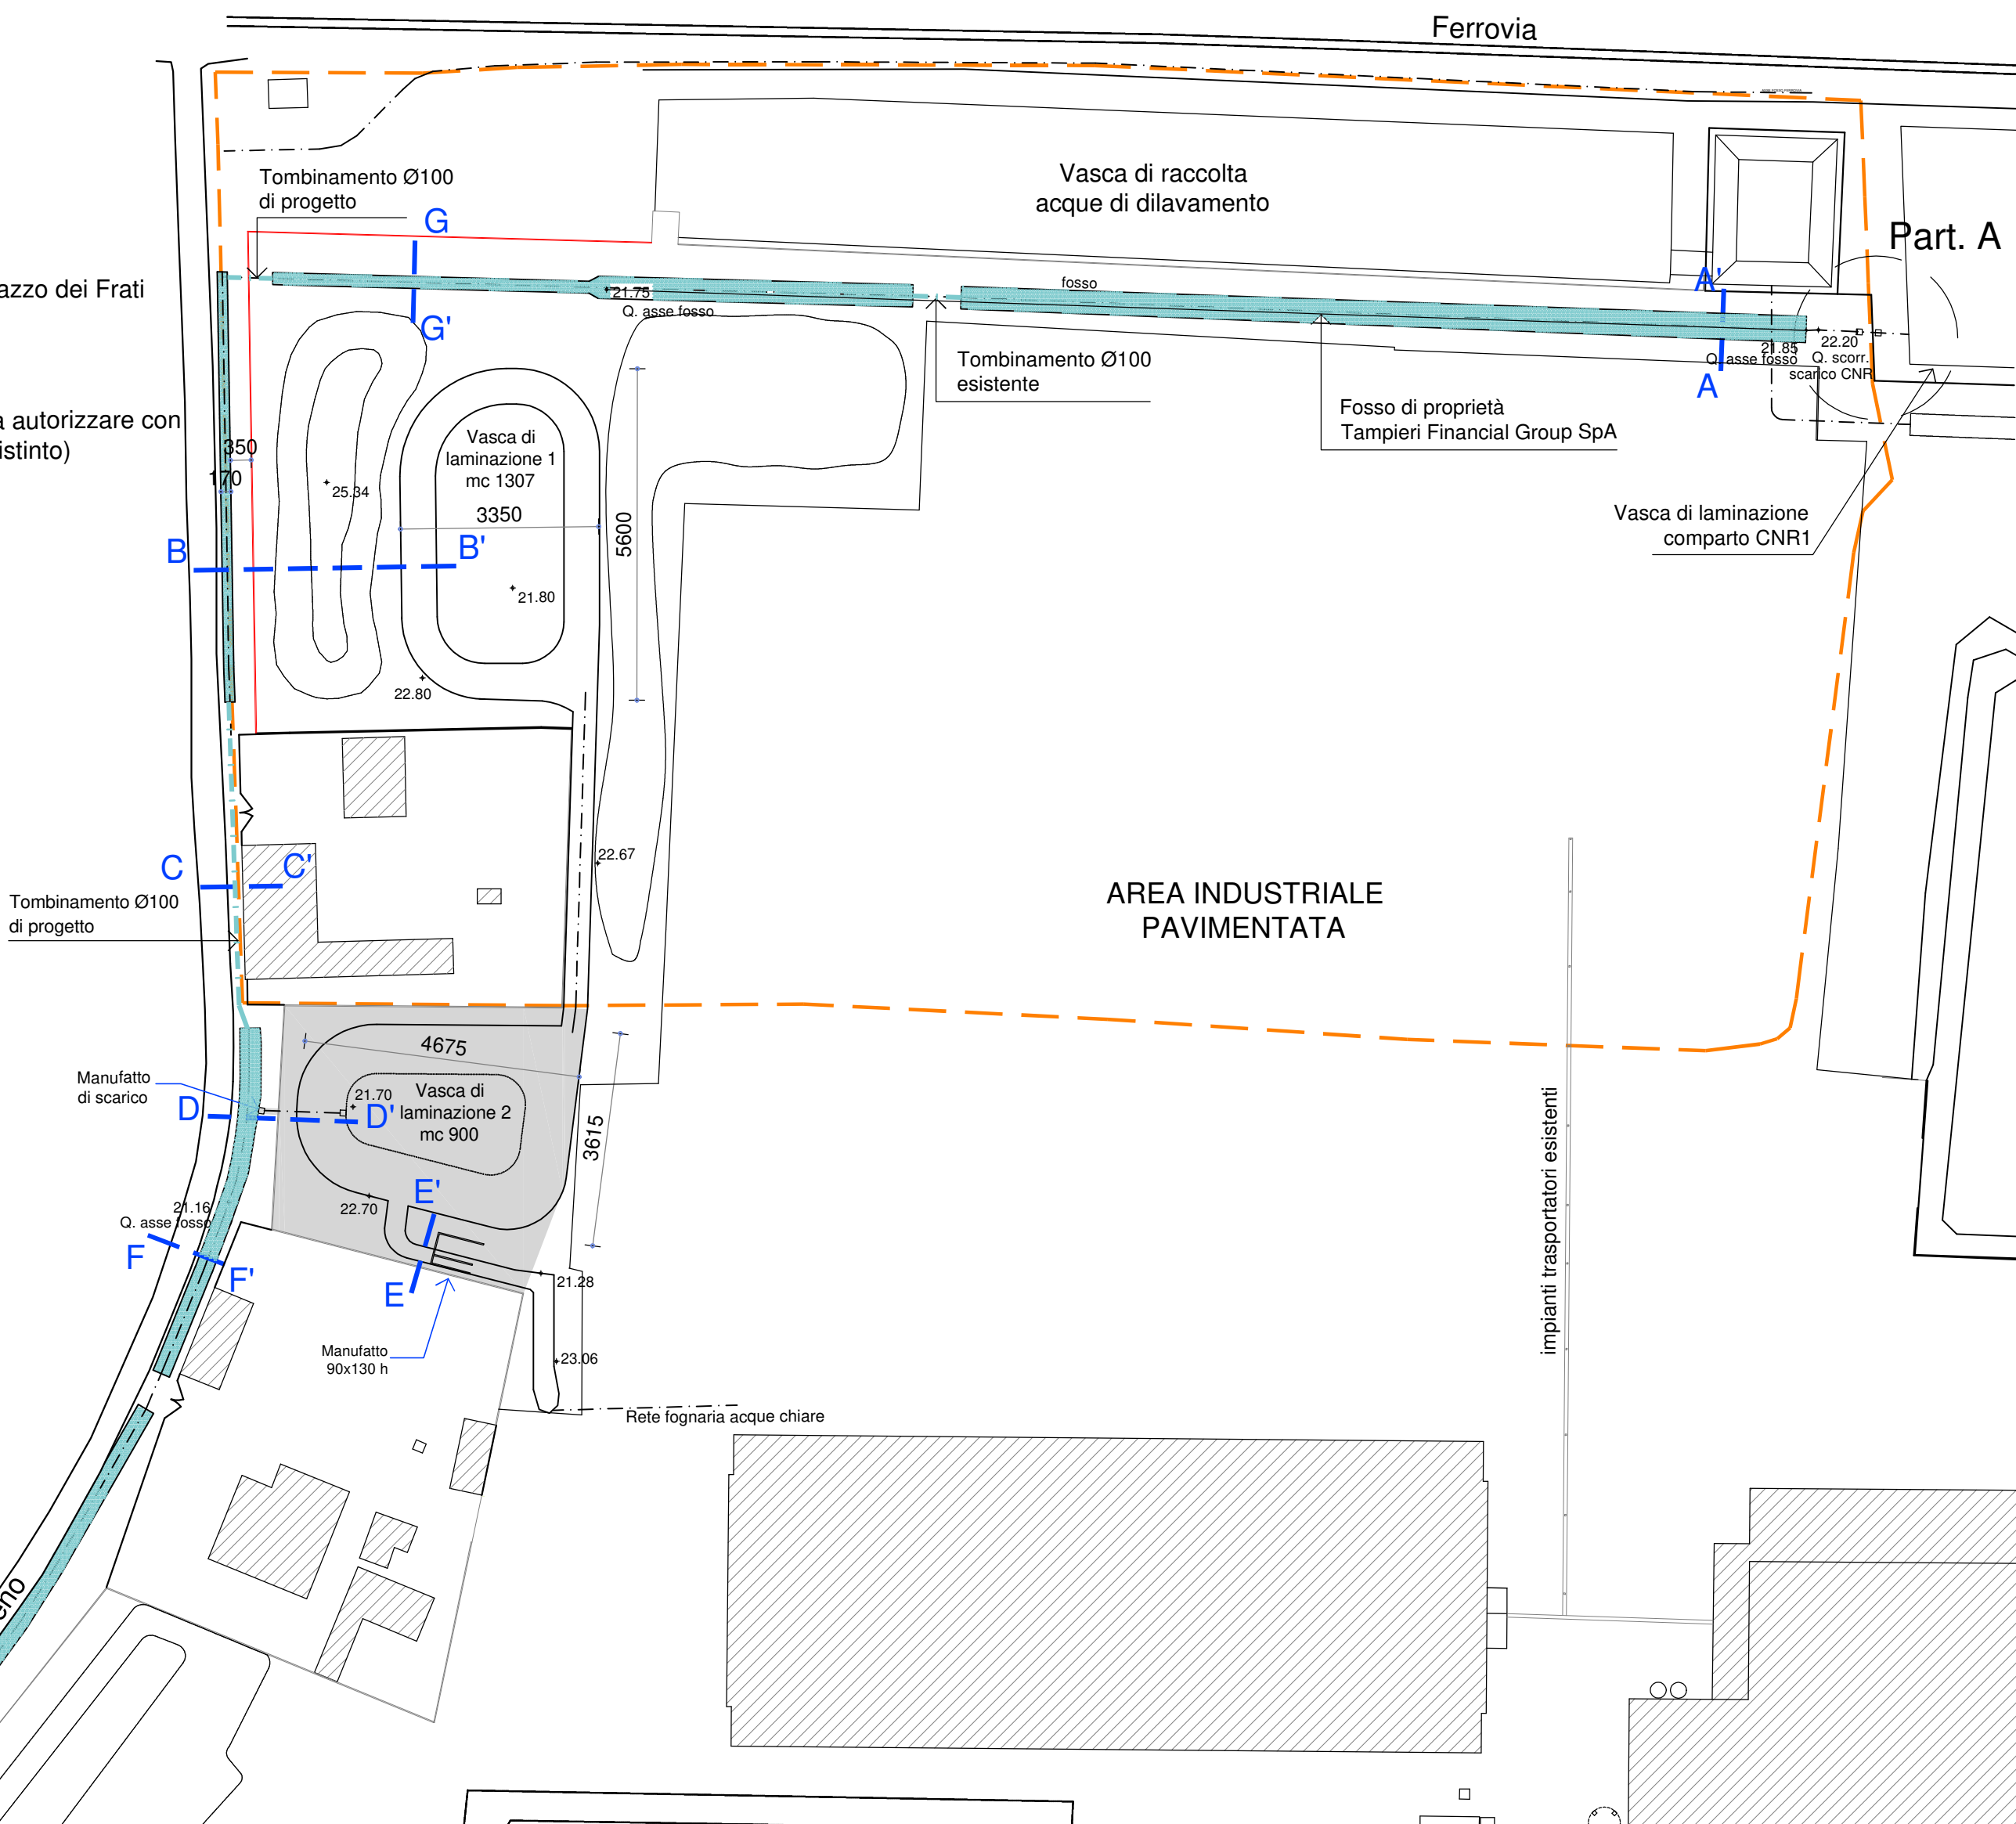 Ferrovia
Vasca di raccolta
acque di dilavamento
Part. A
Tombinamento Ø100
di progetto
G
azzo dei Frati
G'
21.75
Q. asse fosso
fosso
A'
Tombinamento Ø100
esistente
Fosso di proprietà
Tampieri Financial Group SpA
21.85
Q. asse fosso
A
22.20
Q. scorr.
scarico CNR
a autorizzare con
istinto)
350
170
25.34
Vasca di
laminazione 1
mc 1307
3350
5600
Vasca di laminazione
comparto CNR1
B
B'
21.80
22.80
22.67
C
C'
Tombinamento Ø100
di progetto
AREA INDUSTRIALE
PAVIMENTATA
4675
Manufatto
di scarico
D
21.70
D'
Vasca di
laminazione 2
mc 900
3615
impianti trasportatori esistenti
21.16
Q. asse fosso
F
F'
22.70
E'
E
21.28
Manufatto
90x130 h
23.06
Rete fognaria acque chiare
eno